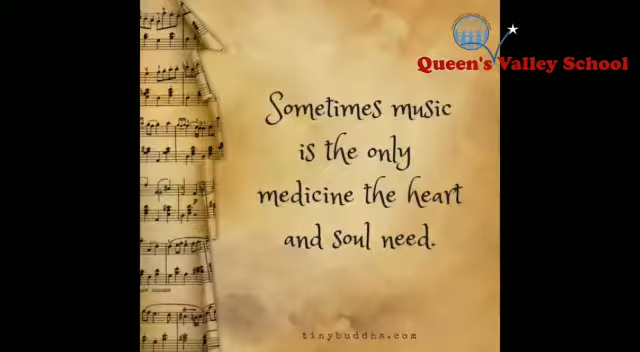 Queen's Valley School
Sometimes music
is the only
medicine the heart
and soul need.
tinybuddha.com